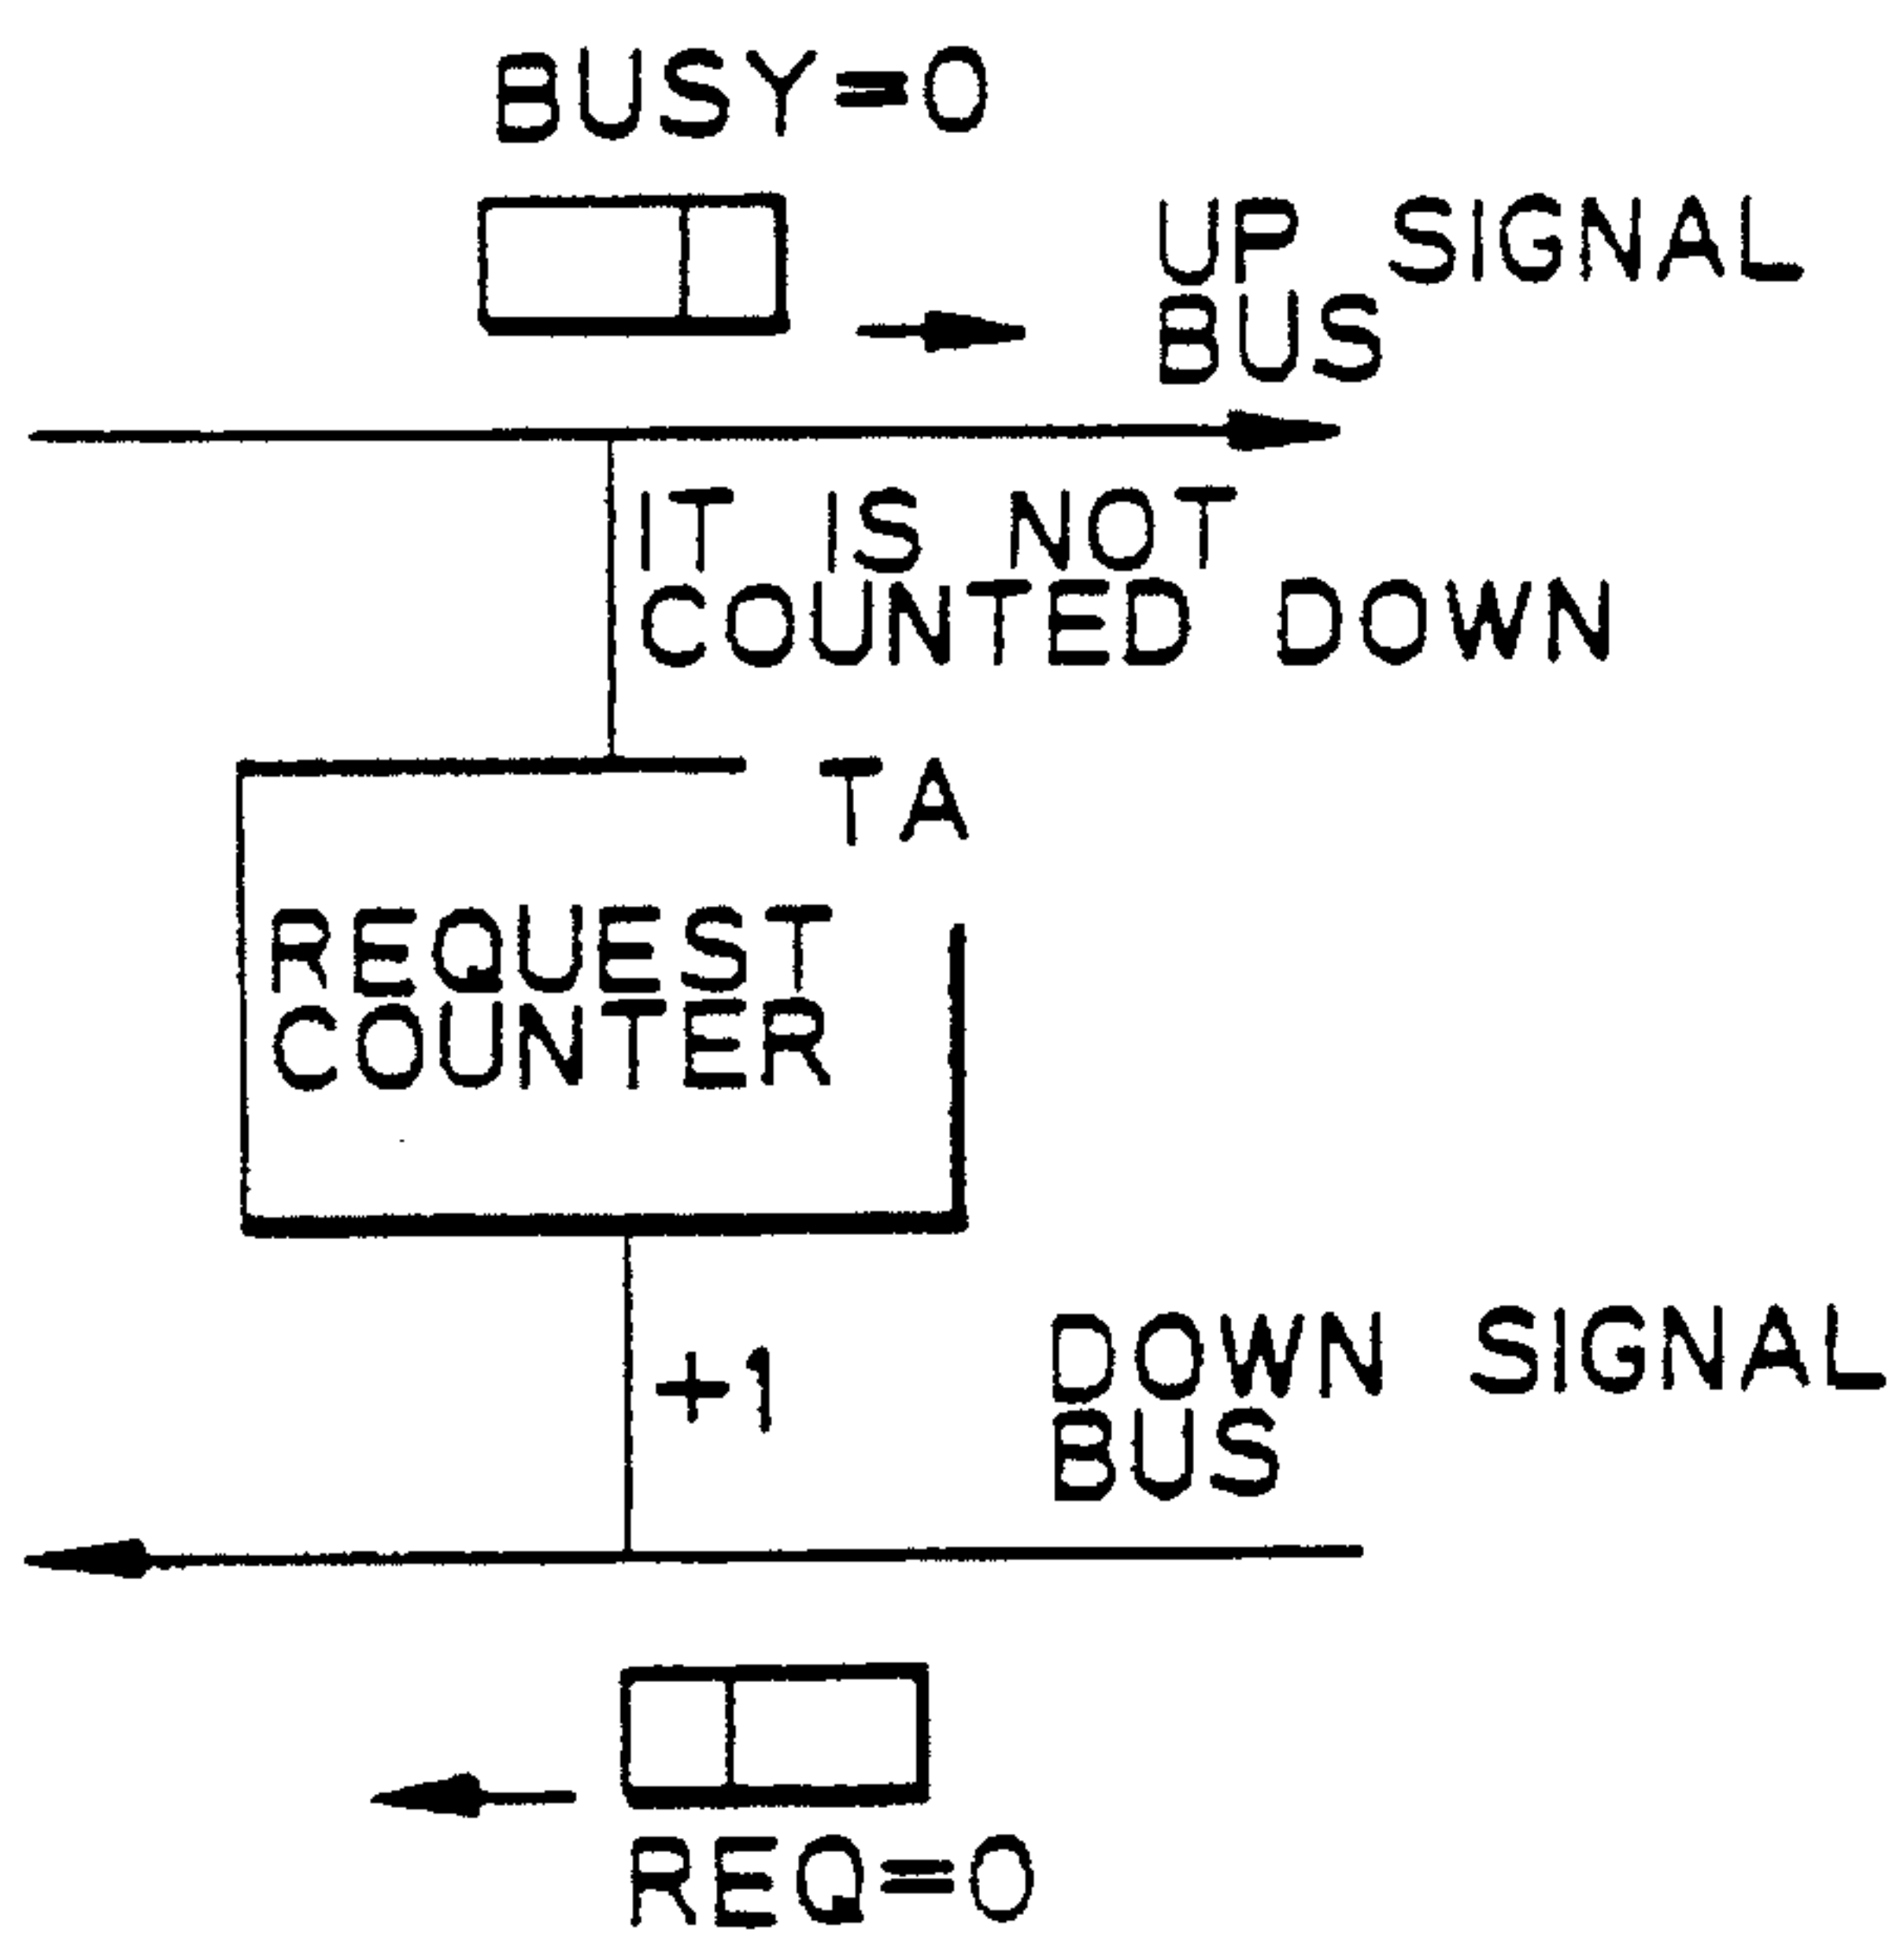 BUSY=0
UP SIGNAL
BUS
IT IS NOT
COUNTED DOWN
TA
REQUEST
COUNTER
+1
DOWN SIGNAL
BUS
REQ=0